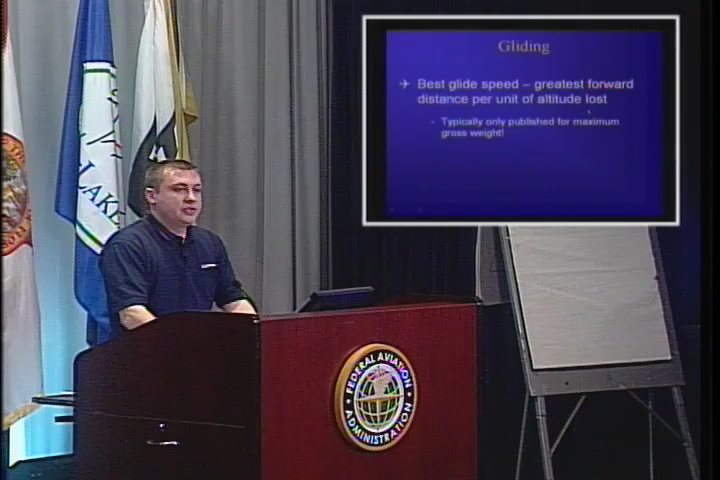 Gliding
Best glide speed – greatest forward
distance per unit of altitude lost
- Typically only published for maximum
gross weight!
LAKE
FEDERAL AVIATION
ADMINISTRATION